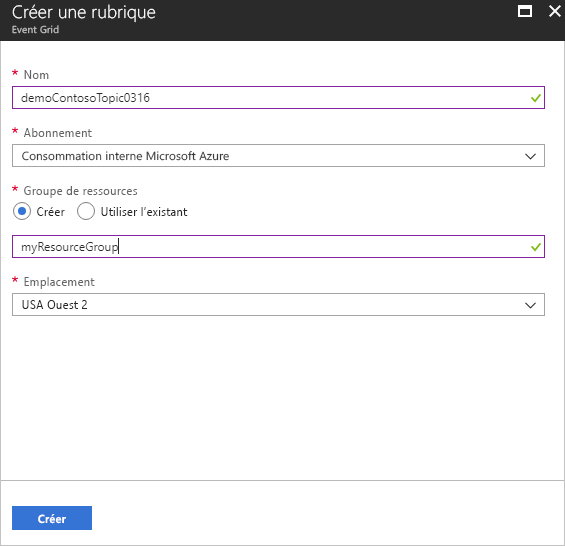 Créer une rubrique
Event Grid
* Nom
demoContosoTopic0316
* Abonnement
Consommation interne Microsoft Azure
* Groupe de ressources
Créer Utiliser l'existant
myResourceGroup
* Emplacement
USA Ouest 2
Créer